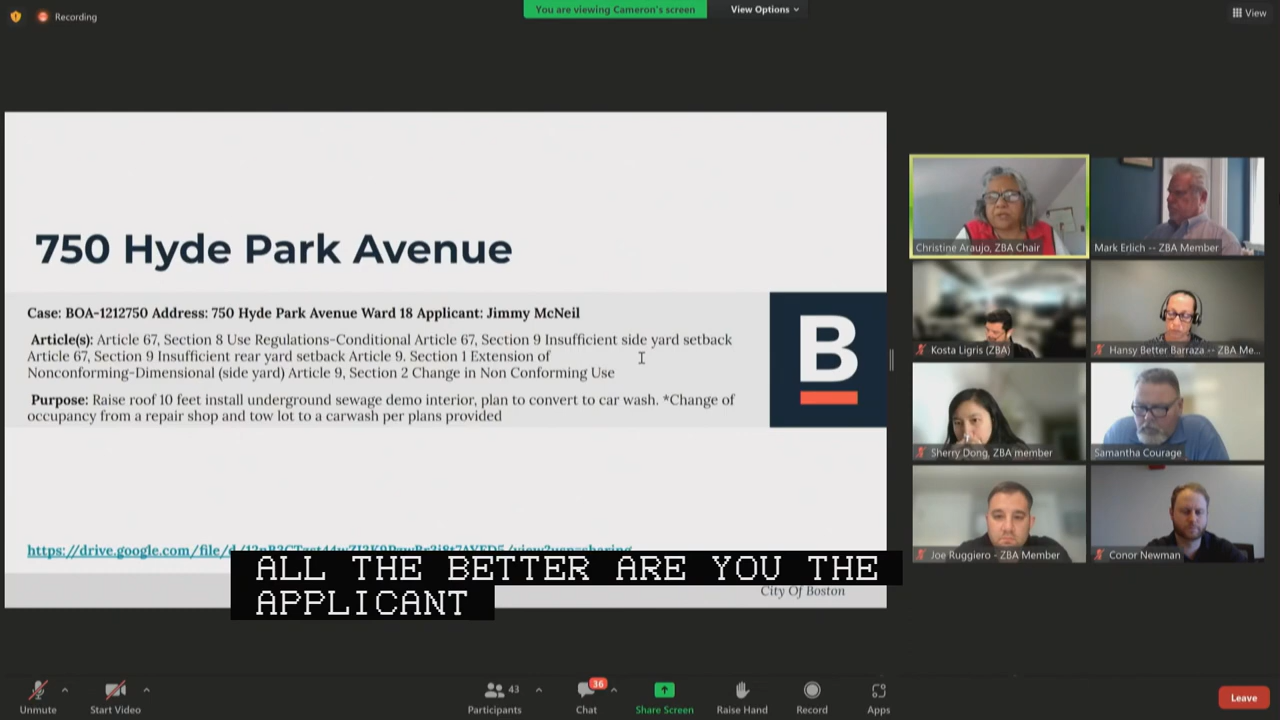 Recording
You are viewing Cameron's screen
View Options
View
750 Hyde Park Avenue
Case: BOA-1212750 Address: 750 Hyde Park Avenue Ward 18 Applicant: Jimmy McNeil
Article(s): Article 67, Section 8 Use Regulations-Conditional Article 67, Section 9 Insufficient side yard setback
Article 67, Section 9 Insufficient rear yard setback Article 9. Section 1 Extension of
Nonconforming-Dimensional (side yard) Article 9, Section 2 Change in Non Conforming Use
Purpose: Raise roof 10 feet install underground sewage demo interior, plan to convert to car wash. *Change of
occupancy from a repair shop and tow lot to a carwash per plans provided
B
https://drive.google.com/file/
City Of Boston
ALL THE BETTER ARE YOU THE
APPLICANT
Christine Araujo, ZBA Chair
Mark Erlich -- ZBA Member
Kosta Ligris (ZBA)
Hansy Better Barraza -- ZBA Me...
Sherry Dong, ZBA member
Samantha Courage
Joe Ruggiero - ZBA Member
Conor Newman
Unmute
Start Video
43
Participants
36
Chat
Share Screen
Raise Hand
Record
Apps
Leave